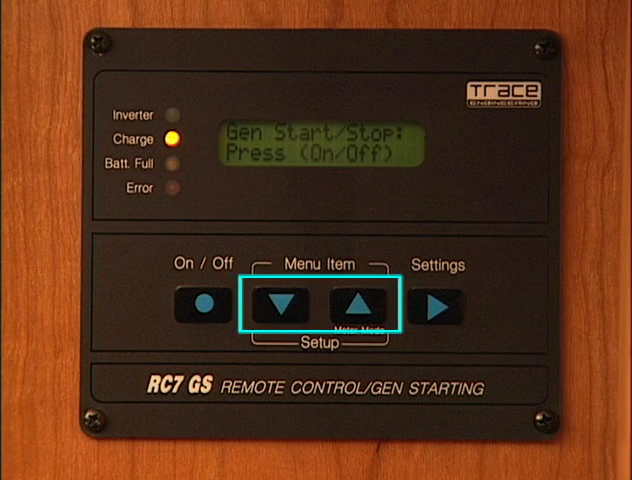 TRACE
ENGINEERING
Inverter
Charge
Batt. Full
Error
Gen Start/Stop:
Press (On/Off)
On / Off
Menu Item
Settings
Meter Mode
Setup
RC7 GS REMOTE CONTROL/GEN STARTING